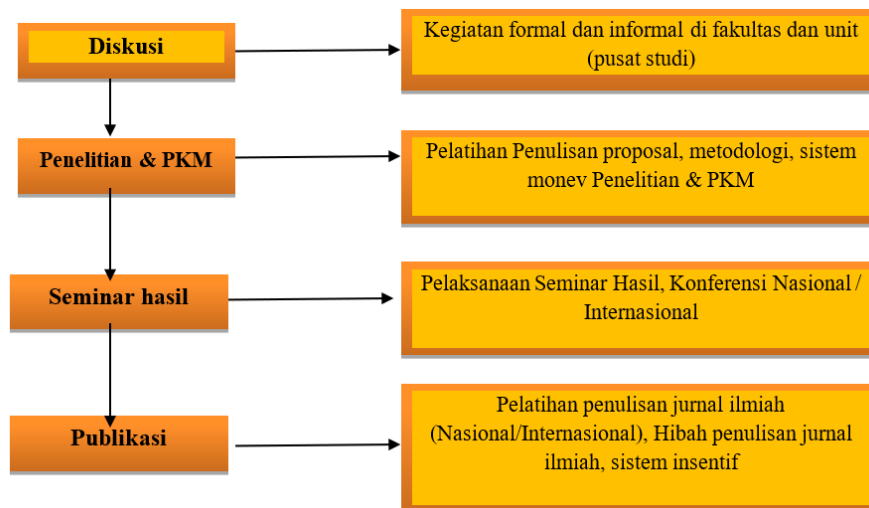 Diskusi
Kegiatan formal dan informal di fakultas dan unit
(pusat studi)
Penelitian & PKM
Pelatihan Penulisan proposal, metodologi, sistem
monev Penelitian & PKM
Seminar hasil
Pelaksanaan Seminar Hasil, Konferensi Nasional /
Internasional
Publikasi
Pelatihan penulisan jurnal ilmiah
(Nasional/Internasional), Hibah penulisan jurnal
ilmiah, sistem insentif